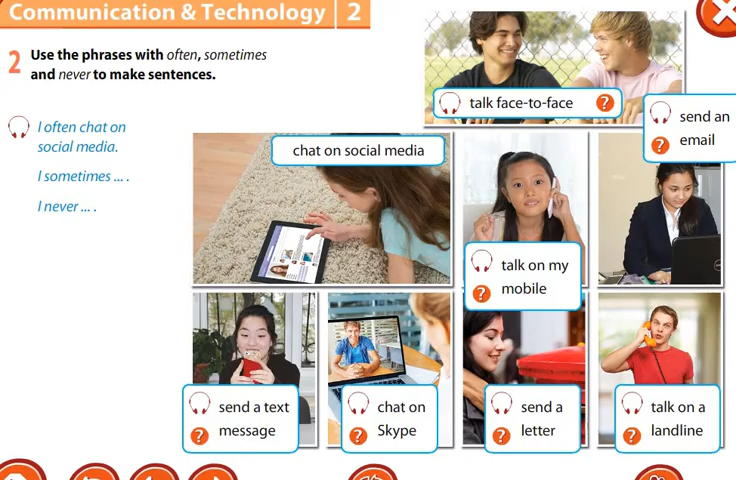 Communication & Technology 2
2 Use the phrases with often, sometimes
and never to make sentences.
I often chat on
social media.
I sometimes ... .
I never ... .
talk face-to-face ?
send an
? email
chat on social media
talk on my
? mobile
send a text
? message
chat on
? Skype
send a
? letter
talk on a
? landline